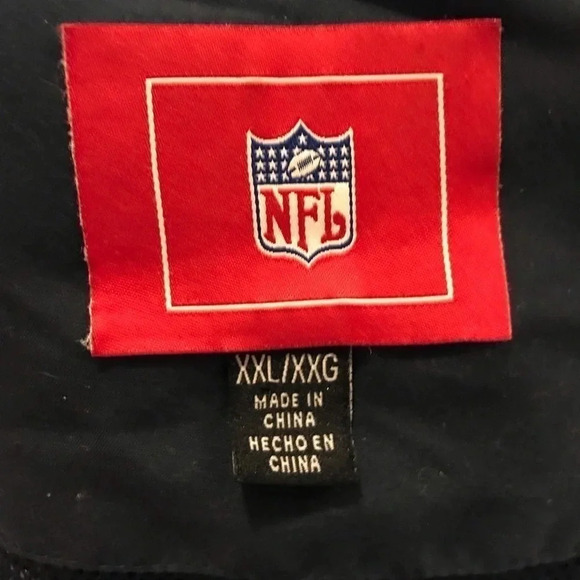 NFL
XXL/XXG
MADE IN
CHINA
HECHO EN
CHINA